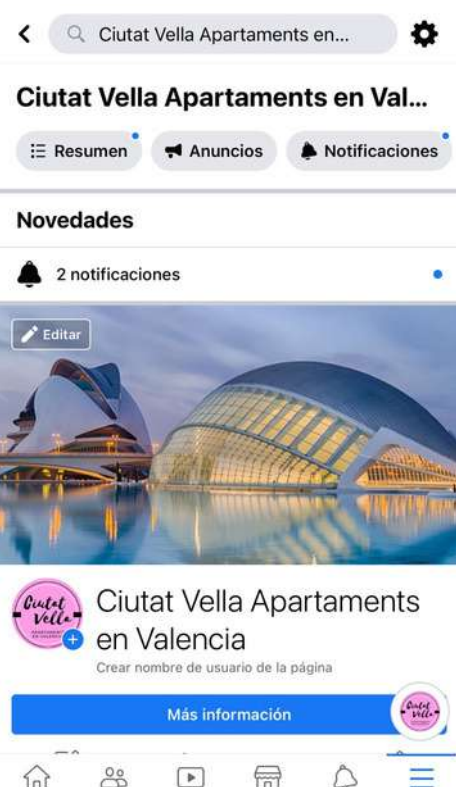 Ciutat Vella Apartaments en...
Ciutat Vella Apartaments en Val...
Resumen
Anuncios
Notificaciones
Novedades
2 notificaciones
Editar
Ciutat
Vella
Ciutat Vella Apartaments
en Valencia
Crear nombre de usuario de la página
Más información
Ciutat
Vella